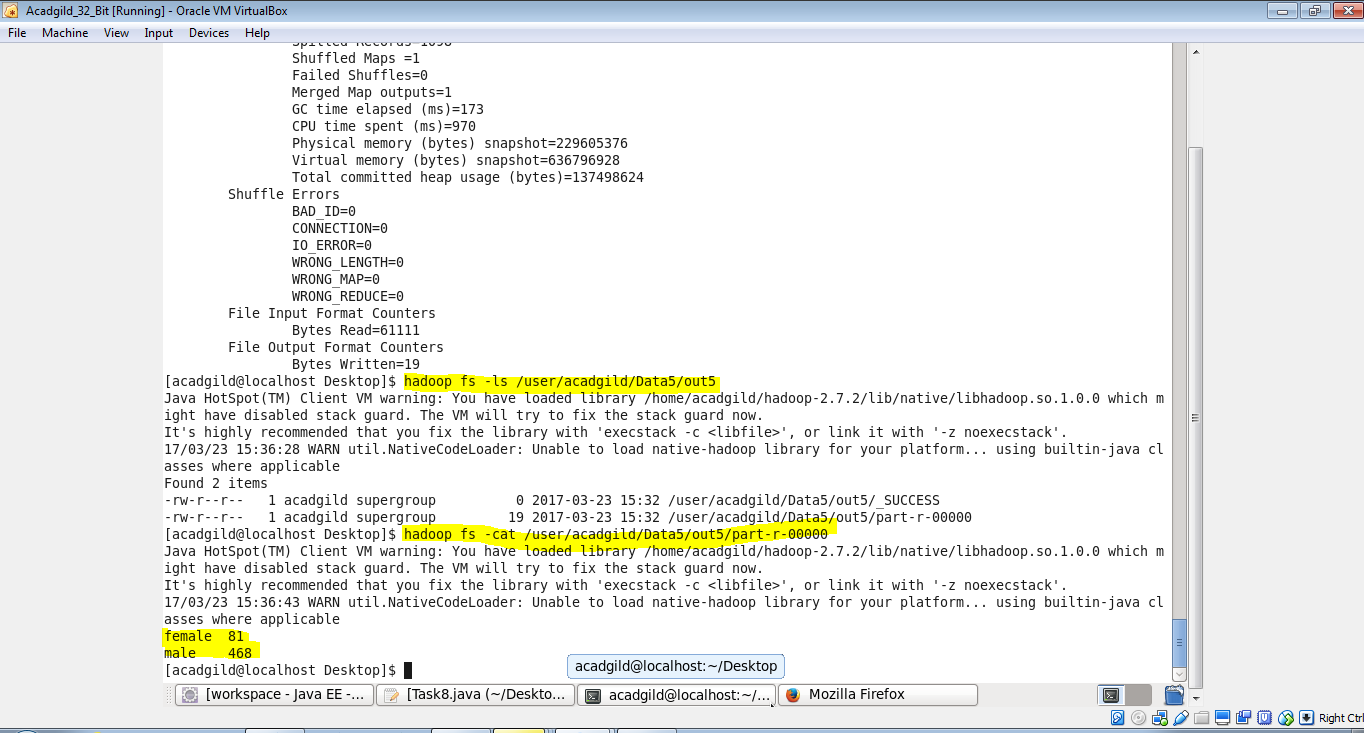 Acadgild_32_Bit [Running] - Oracle VM VirtualBox
File Machine View Input Devices Help
Spilled Records=1098
Shuffled Maps =1
Failed Shuffles=0
Merged Map outputs=1
GC time elapsed (ms)=173
CPU time spent (ms)=970
Physical memory (bytes) snapshot=229605376
Virtual memory (bytes) snapshot=636796928
Total committed heap usage (bytes)=137498624
Shuffle Errors
BAD_ID=0
CONNECTION=0
IO_ERROR=0
WRONG_LENGTH=0
WRONG_MAP=0
WRONG_REDUCE=0
File Input Format Counters
Bytes Read=61111
File Output Format Counters
Bytes Written=19
[acadgild@localhost Desktop]$ hadoop fs -ls /user/acadgild/Data5/out5
Java HotSpot(TM) Client VM warning: You have loaded library /home/acadgild/hadoop-2.7.2/lib/native/libhadoop.so.1.0.0 which m
ight have disabled stack guard. The VM will try to fix the stack guard now.
It's highly recommended that you fix the library with 'execstack -c <libfile>', or link it with '-z noexecstack'.
17/03/23 15:36:28 WARN util.NativeCodeLoader: Unable to load native-hadoop library for your platform... using builtin-java cl
asses where applicable
Found 2 items
-rw-r--r--   1 acadgild supergroup          0 2017-03-23 15:32 /user/acadgild/Data5/out5/_SUCCESS
-rw-r--r--   1 acadgild supergroup         19 2017-03-23 15:32 /user/acadgild/Data5/out5/part-r-00000
[acadgild@localhost Desktop]$ hadoop fs -cat /user/acadgild/Data5/out5/part-r-00000
Java HotSpot(TM) Client VM warning: You have loaded library /home/acadgild/hadoop-2.7.2/lib/native/libhadoop.so.1.0.0 which m
ight have disabled stack guard. The VM will try to fix the stack guard now.
It's highly recommended that you fix the library with 'execstack -c <libfile>', or link it with '-z noexecstack'.
17/03/23 15:36:43 WARN util.NativeCodeLoader: Unable to load native-hadoop library for your platform... using builtin-java cl
asses where applicable
female  81
male    468
[acadgild@localhost Desktop]$
acadgild@localhost:~/Desktop
[workspace - Java EE -... [Task8.java (~/Deskto... acadgild@localhost:~/... Mozilla Firefox
Right Ctrl